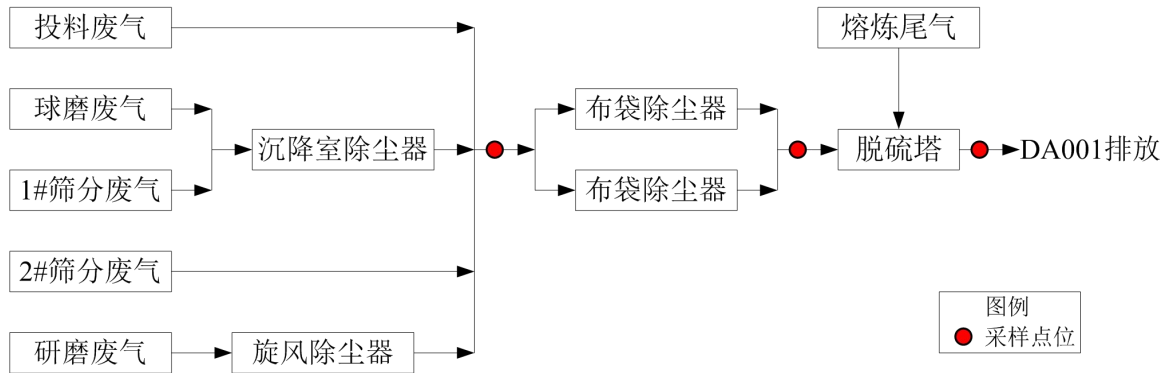 投料废气
熔炼尾气
球磨废气
布袋除尘器
沉降室除尘器
脱硫塔
DA001排放
1#筛分废气
布袋除尘器
2#筛分废气
图例
采样点位
研磨废气
旋风除尘器